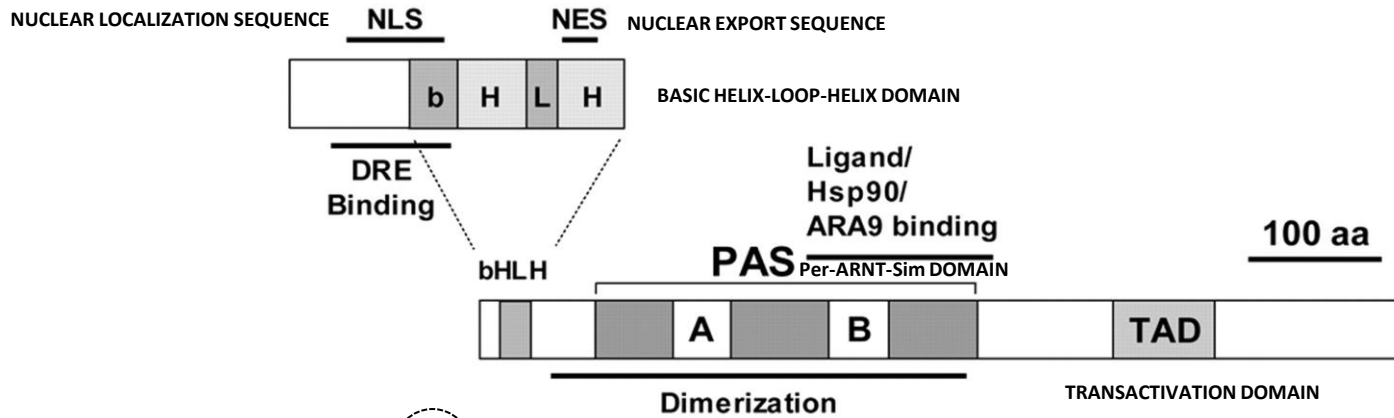 NUCLEAR LOCALIZATION SEQUENCE NLS NES NUCLEAR EXPORT SEQUENCE
b H L H BASIC HELIX-LOOP-HELIX DOMAIN
DRE
Binding
Ligand/
Hsp90/
ARA9 binding
100 aa
bHLH
PAS Per-ARNT-Sim DOMAIN
A B TAD
Dimerization
TRANSACTIVATION DOMAIN